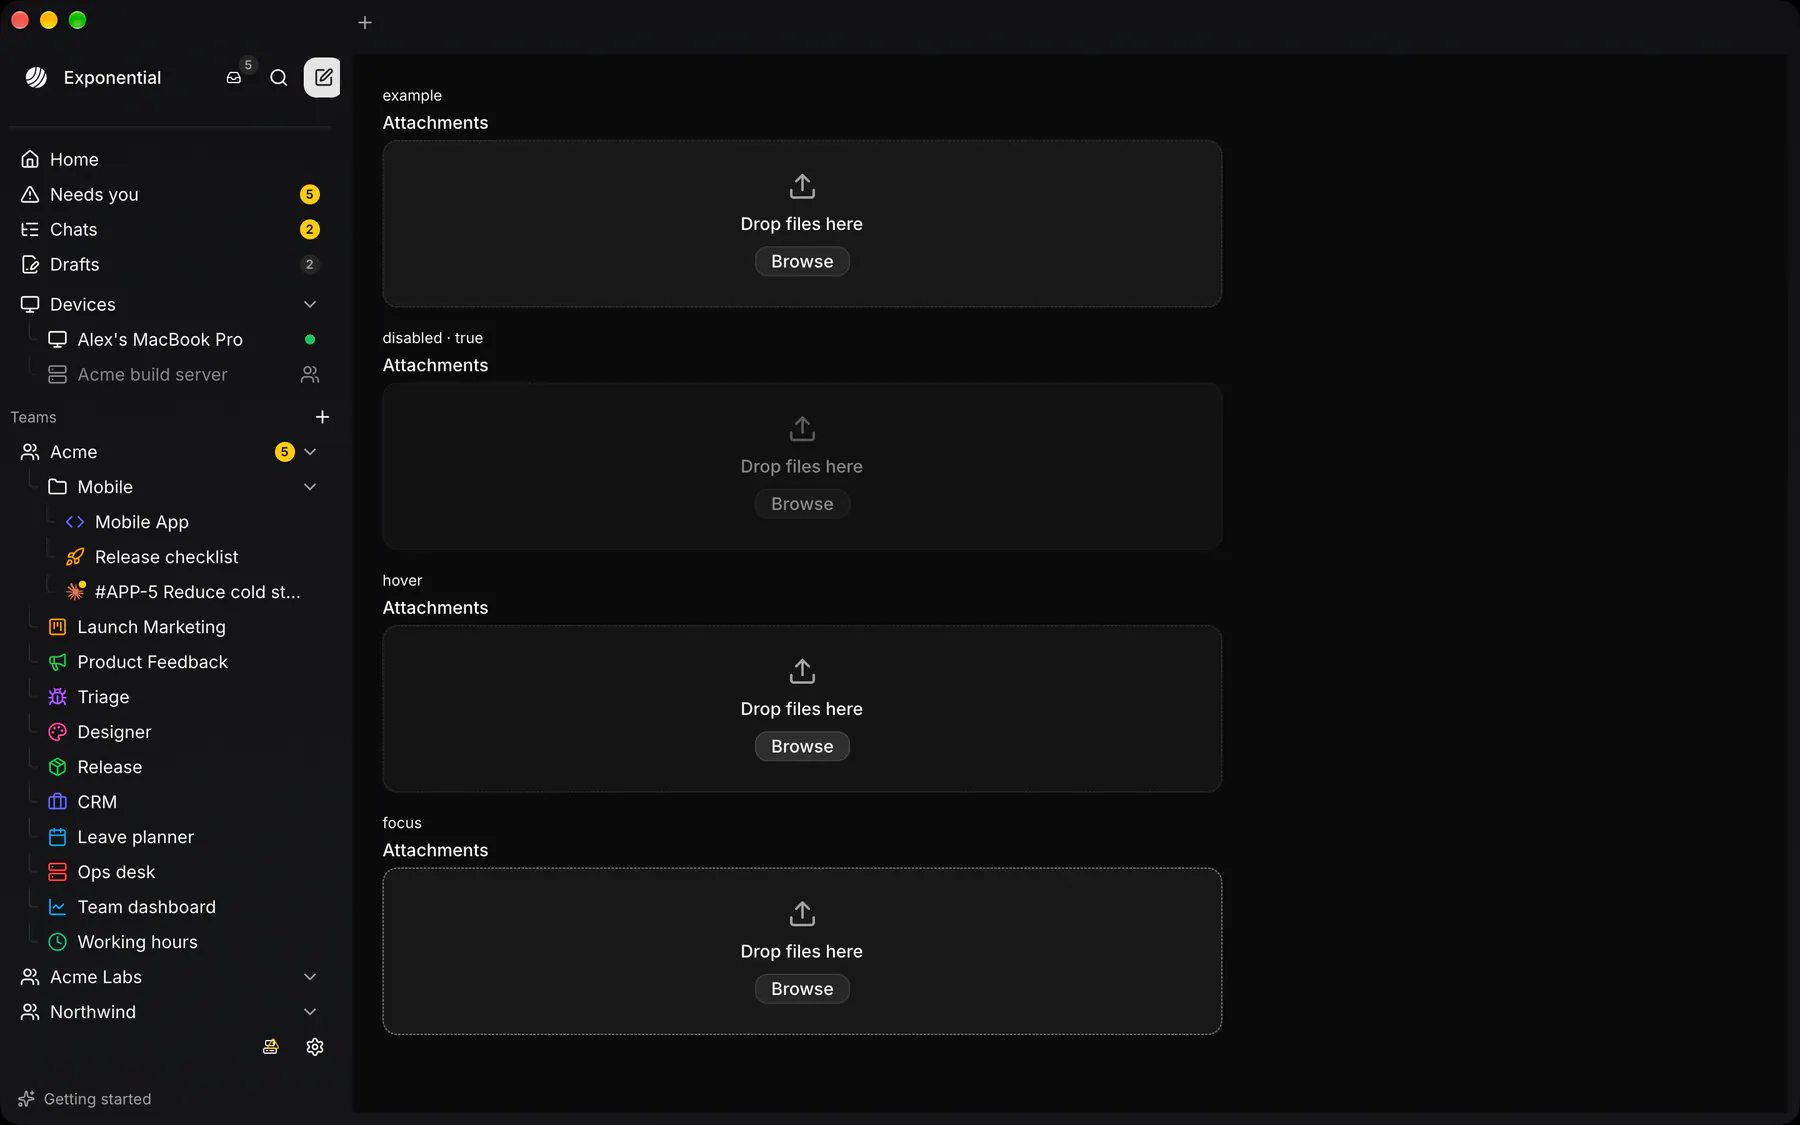 Exponential
5
Home
Needs you
5
Chats
2
Drafts
2
Devices
Alex's MacBook Pro
Acme build server
Teams
Acme
5
Mobile
Mobile App
Release checklist
#APP-5 Reduce cold st...
Launch Marketing
Product Feedback
Triage
Designer
Release
CRM
Leave planner
Ops desk
Team dashboard
Working hours
Acme Labs
Northwind
Getting started
example
Attachments
Drop files here
Browse
disabled · true
Attachments
Drop files here
Browse
hover
Attachments
Drop files here
Browse
focus
Attachments
Drop files here
Browse